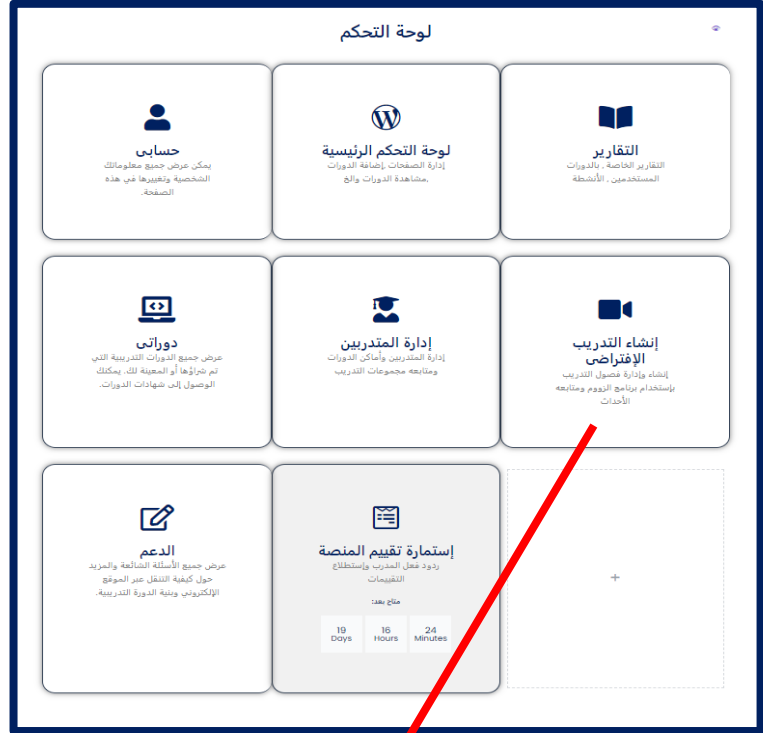 لوحة التحكم
التقارير
التقارير الخاصة , بالدورات
المستخدمين , الأنشطة
لوحة التحكم الرئيسية
إدارة الصفحات ,إضافة الدورات
,مشاهدة الدورات والخ
حسابى
يمكن عرض جميع معلوماتك
الشخصية وتغييرها في هذه
الصفحة.
إنشاء التدريب
الإفتراضى
إنشاء وإدارة فصول التدريب
بإستخدام برنامج الزووم ومتابعه
الأحداث
إدارة المتدربين
إدارة المتدربين وأماكن الدورات
ومتابعه مجموعات التدريب
دوراتى
عرض جميع الدورات التدريبية التي
تم شراؤها أو المعينة لك. يمكنك
الوصول إلى شهادات الدورات.
+
إستمارة تقييم المنصة
ردود فعل المدرب وإستطلاع
التقييمات
متاح بعد:
19 16 24
Days Hours Minutes
الدعم
عرض جميع الأسئلة الشائعة والمزيد
حول كيفية التنقل عبر الموقع
الإلكتروني وبنية الدورة التدريبية.